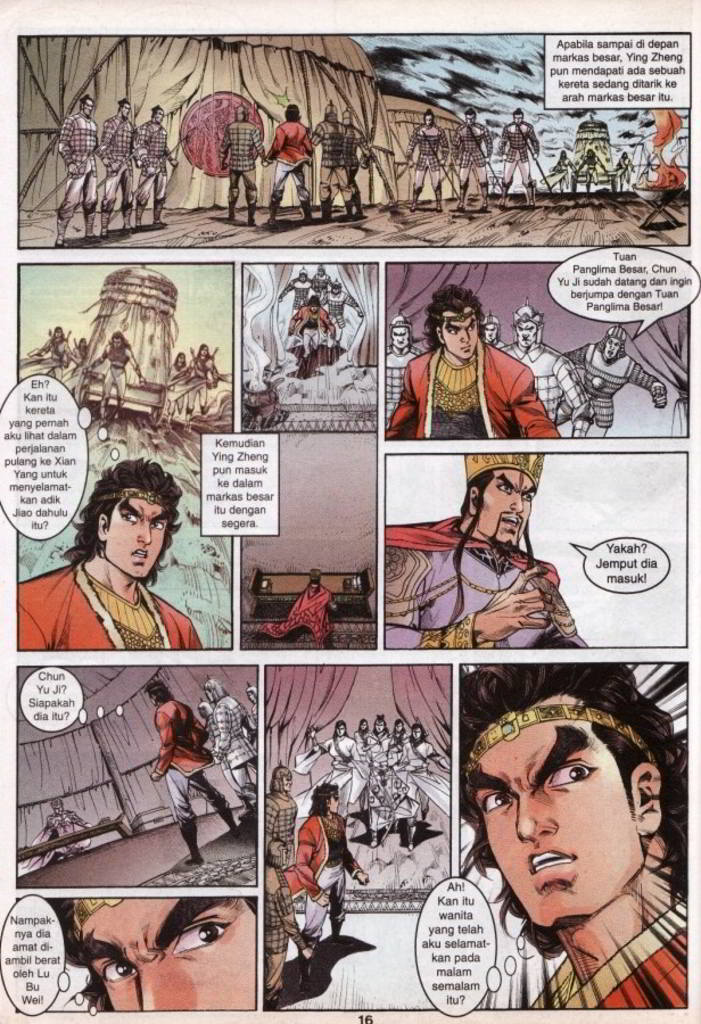 Apabila sampai di depan
markas besar, Ying Zheng
pun mendapati ada sebuah
kereta sedang ditarik ke
arah markas besar itu.
Eh?
Kan itu
kereta
yang pernah
aku lihat dalam
perjalanan
pulang ke Xian
Yang untuk
menyelamat-
kan adik
Jiao dahulu
itu?
Kemudian
Ying Zheng
pun masuk
ke dalam
markas besar
itu dengan
segera.
Tuan
Panglima Besar, Chun
Yu Ji sudah datang dan ingin
berjumpa dengan Tuan
Panglima Besar!
Yakah?
Jemput dia
masuk!
Chun
Yu Ji?
Siapakah
dia itu?
Nampak-
nya dia
amat di-
ambil berat
oleh Lu
Bu
Wei!
Ah!
Kan itu
wanita
yang telah
aku selamat-
kan pada
malam
semalam
itu?
16